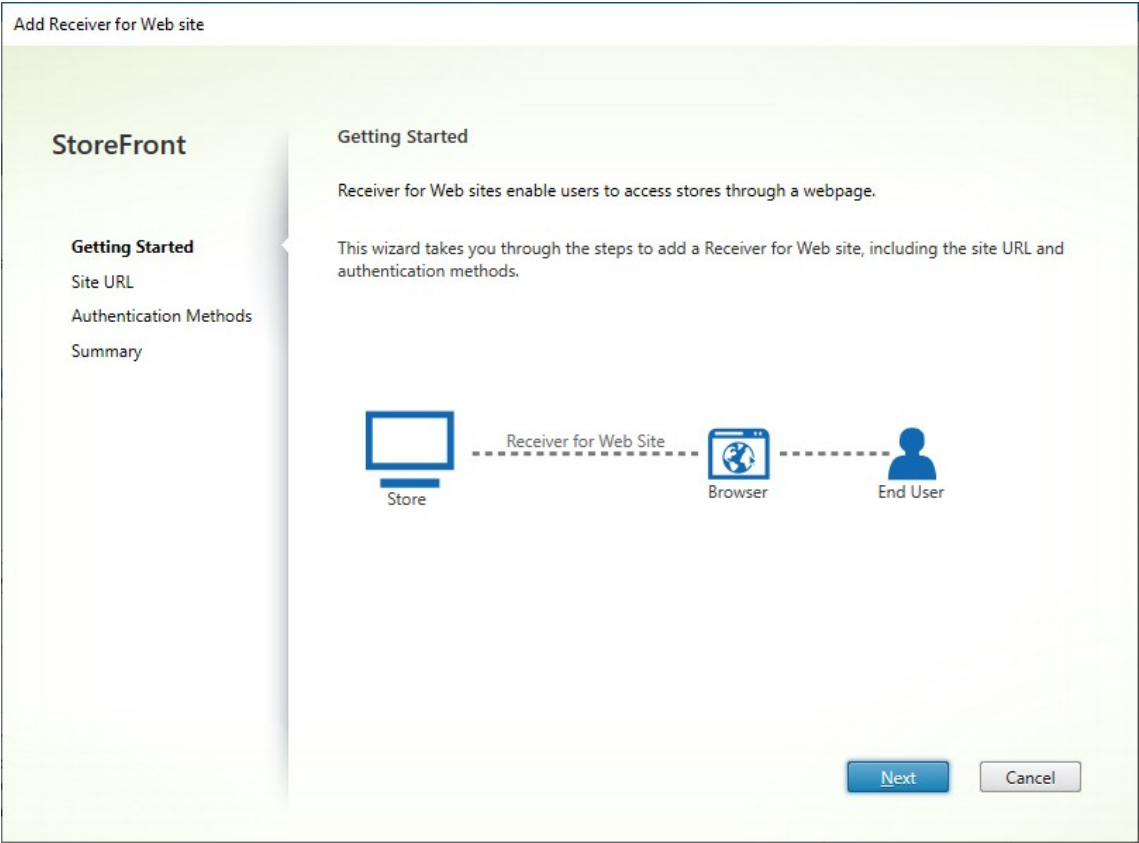 Add Receiver for Web site
StoreFront
Getting Started
Site URL
Authentication Methods
Summary
Getting Started
Receiver for Web sites enable users to access stores through a webpage.
This wizard takes you through the steps to add a Receiver for Web site, including the site URL and
authentication methods.
Receiver for Web Site
Store
Browser
End User
Next
Cancel